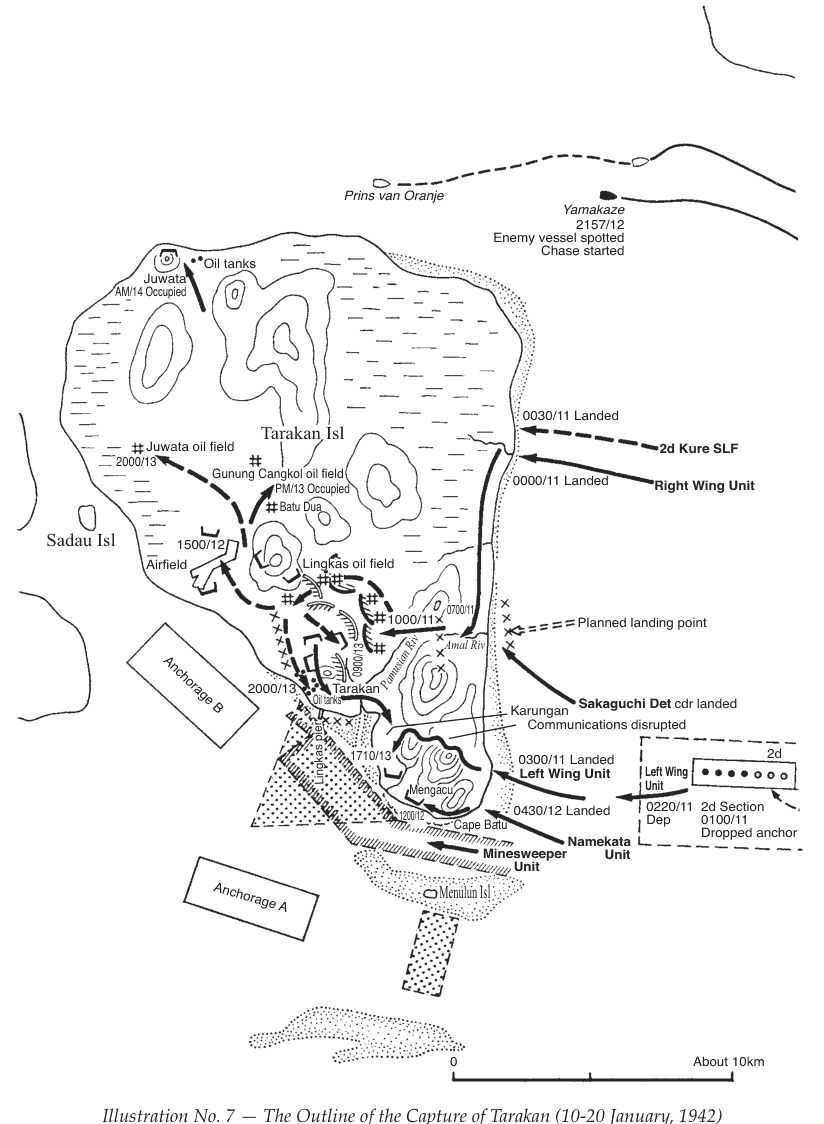 Prins van Oranje
Yamakaze
2157/12
Enemy vessel spotted
Chase started
Oil tanks
Juwata
AM/14 Occupied
0030/11 Landed
Tarakan Isl
2d Kure SLF
Juwata oil field
2000/13
Gunung Cangkol oil field
PM/13 Occupied
0000/11 Landed
Right Wing Unit
Batu Dua
Sadau Isl
1500/12
Airfield
Lingkas oil field
0700/11
1000/11
Planned landing point
Amal Riv
Pamusian Riv
0900/13
Anchorage B
2000/13
Tarakan
Oil tanks
Sakaguchi Det cdr landed
Karungan
Communications disrupted
Lingkas pier
1710/13
0300/11 Landed
Left Wing Unit
2d
Left Wing
Unit
Mengacu
0430/12 Landed
0220/11
Dep
2d Section
0100/11
Dropped anchor
1200/12
Cape Batu
Namekata
Unit
Minesweeper
Unit
Anchorage A
Menulun Isl
0
About 10km
Illustration No. 7 — The Outline of the Capture of Tarakan (10-20 January, 1942)